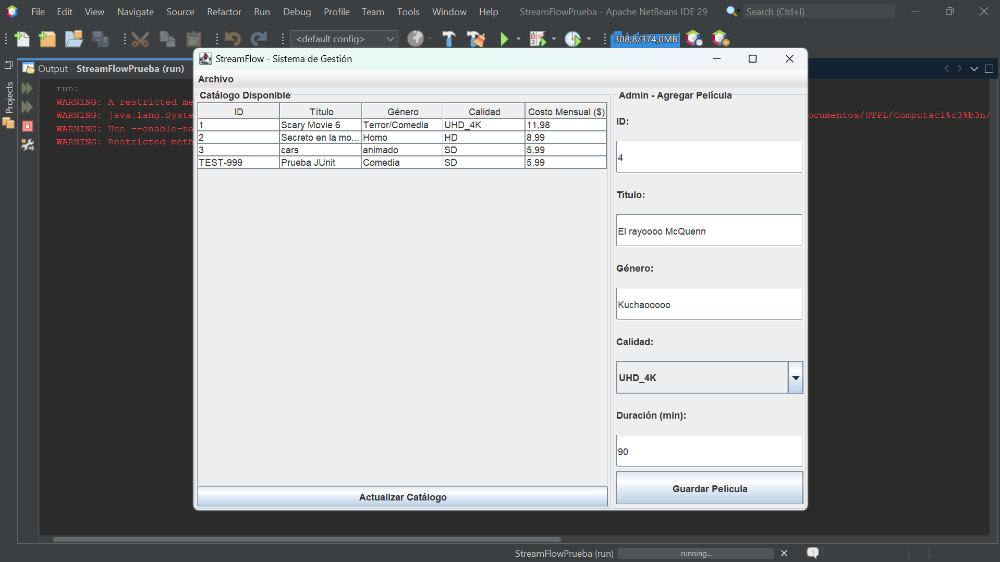 File Edit View Navigate Source Refactor Run Debug Profile Team Tools Window Help StreamFlowPrueba - Apache NetBeans IDE 29 Search (Ctrl+I)
<default config> 308,8/374,0MB
Projects
Output - StreamFlowPrueba (run)
run:
WARNING: A restricted me
WARNING: java.lang.Syste
ocumentos/UTPL/Computaci%c3%b3n/
WARNING: Use --enable-na
WARNING: Restricted meth
StreamFlow - Sistema de Gestión
Archivo
Catálogo Disponible
ID Título Género Calidad Costo Mensual ($)
1 Scary Movie 6 Terror/Comedia UHD_4K 11,98
2 Secreto en la mo... Homo HD 8,99
3 cars animado SD 5,99
TEST-999 Prueba JUnit Comedia SD 5,99
Actualizar Catálogo
Admin - Agregar Película
ID:
4
Título:
El rayoooo McQuenn
Género:
Kuchaooooo
Calidad:
UHD_4K
Duración (min):
90
Guardar Película
StreamFlowPrueba (run) running... 1